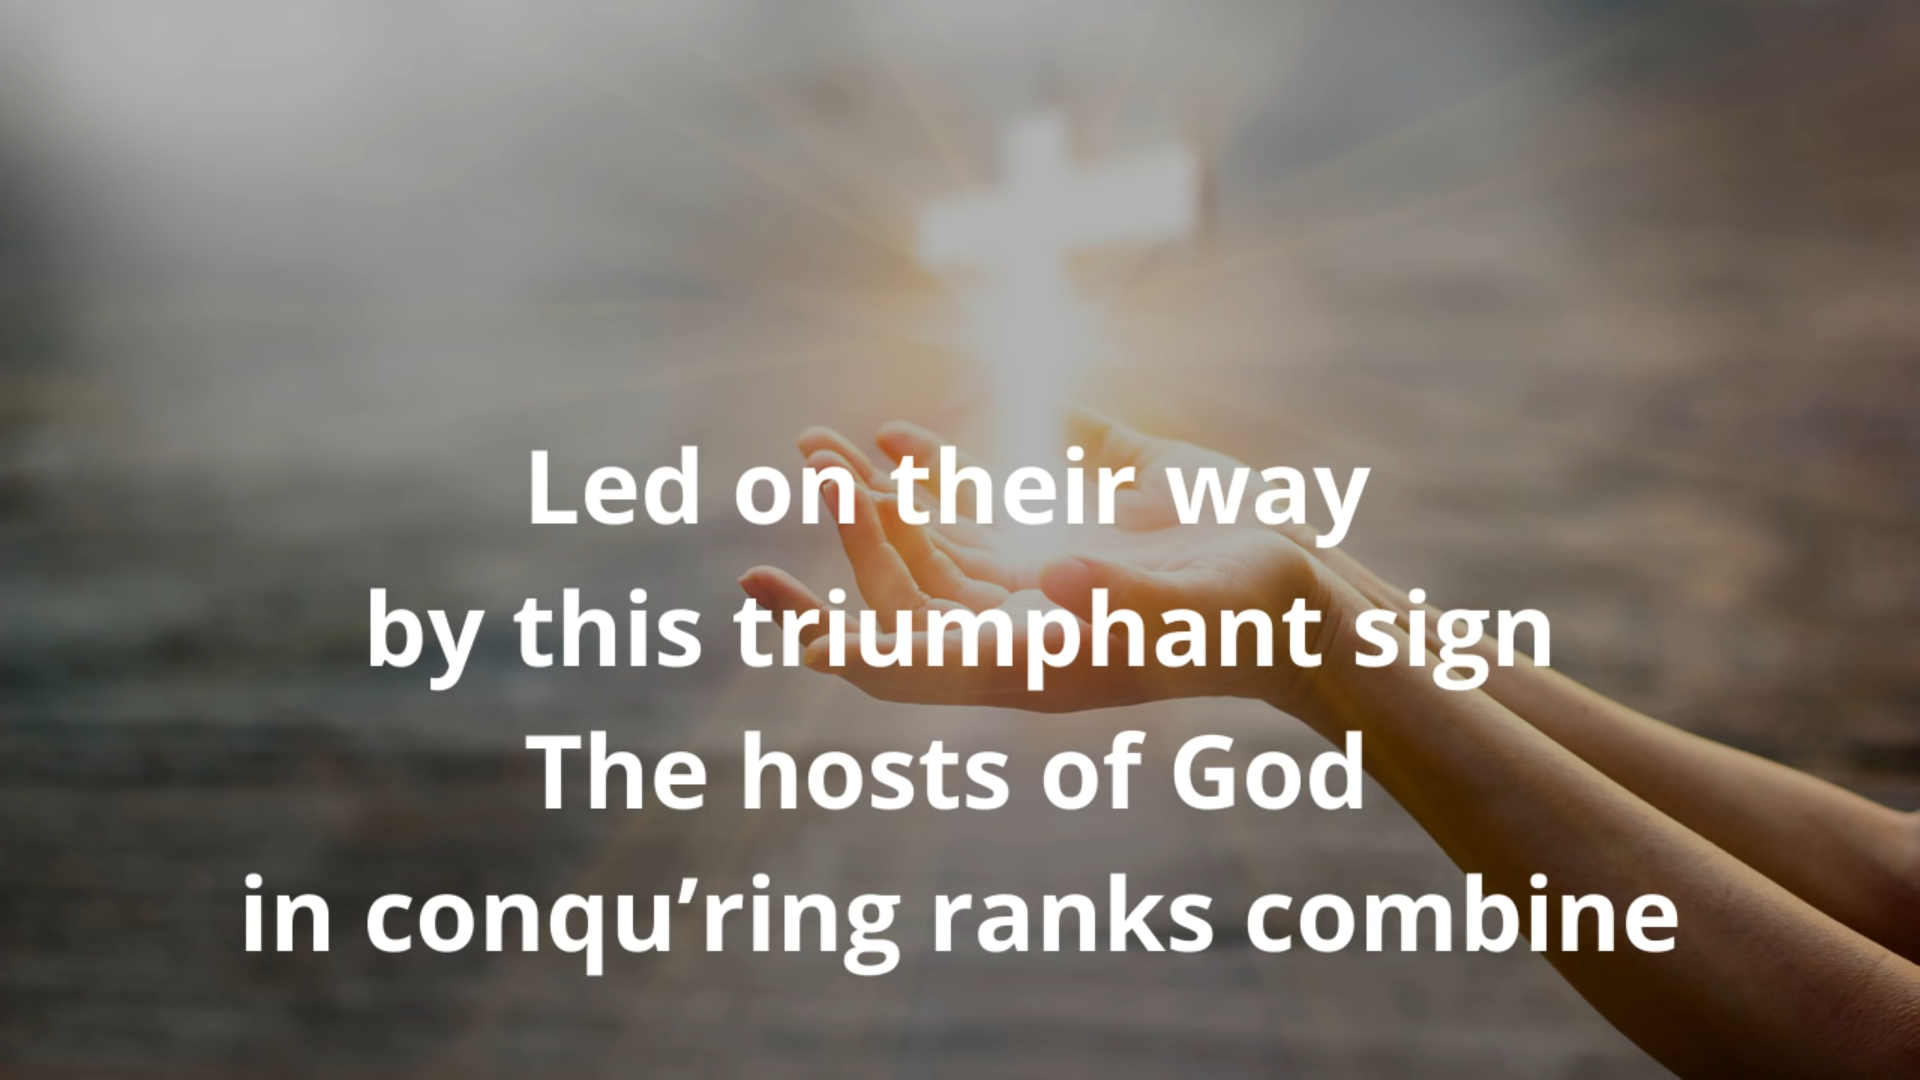 Led on their way
by this triumphant sign
The hosts of God
in conqu’ring ranks combine